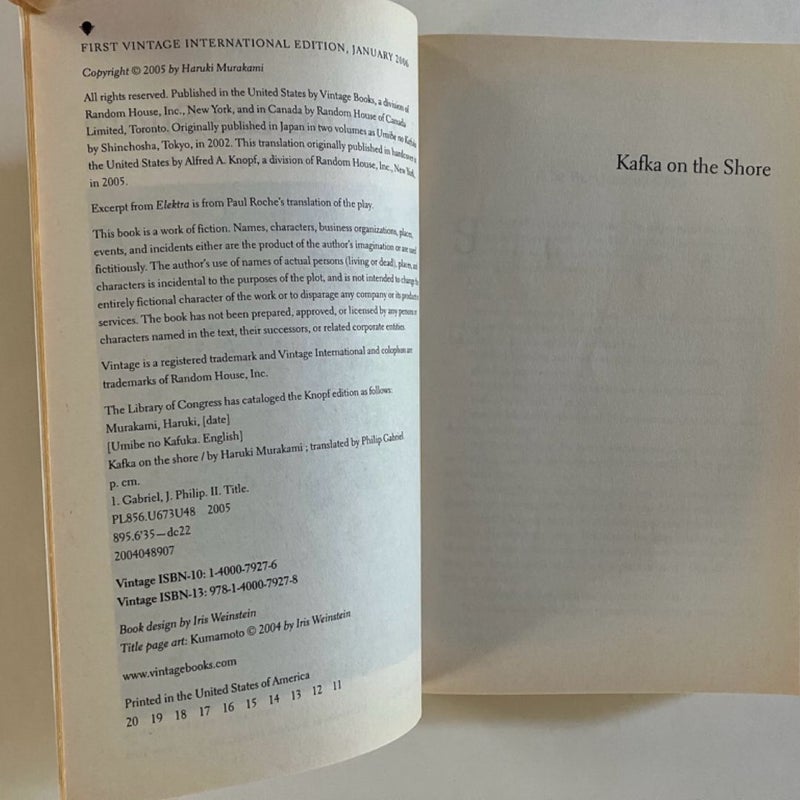 FIRST VINTAGE INTERNATIONAL EDITION, JANUARY 2006
Copyright © 2005 by Haruki Murakami
All rights reserved. Published in the United States by Vintage Books, a division of
Random House, Inc., New York, and in Canada by Random House of Canada
Limited, Toronto. Originally published in Japan in two volumes as Umibe no Kafuka
by Shinchosha, Tokyo, in 2002. This translation originally published in hardcover in
the United States by Alfred A. Knopf, a division of Random House, Inc., New York,
in 2005.
Excerpt from Elektra is from Paul Roche's translation of the play.
This book is a work of fiction. Names, characters, business organizations, places,
events, and incidents either are the product of the author's imagination or are used
fictitiously. The author's use of names of actual persons (living or dead), places, and
characters is incidental to the purposes of the plot, and is not intended to change the
entirely fictional character of the work or to disparage any company or its products or
services. The book has not been prepared, approved, or licensed by any persons or
characters named in the text, their successors, or related corporate entities.
Vintage is a registered trademark and Vintage International and colophon are
trademarks of Random House, Inc.
The Library of Congress has cataloged the Knopf edition as follows:
Murakami, Haruki, [date]
[Umibe no Kafuka. English]
Kafka on the shore / by Haruki Murakami ; translated by Philip Gabriel.
p. cm.
1. Gabriel, J. Philip. II. Title.
PL856.U673U48 2005
895.6'35—dc22
2004048907
Vintage ISBN-10: 1-4000-7927-6
Vintage ISBN-13: 978-1-4000-7927-8
Book design by Iris Weinstein
Title page art: Kumamoto © 2004 by Iris Weinstein
www.vintagebooks.com
Printed in the United States of America
20 19 18 17 16 15 14 13 12 11
Kafka on the Shore